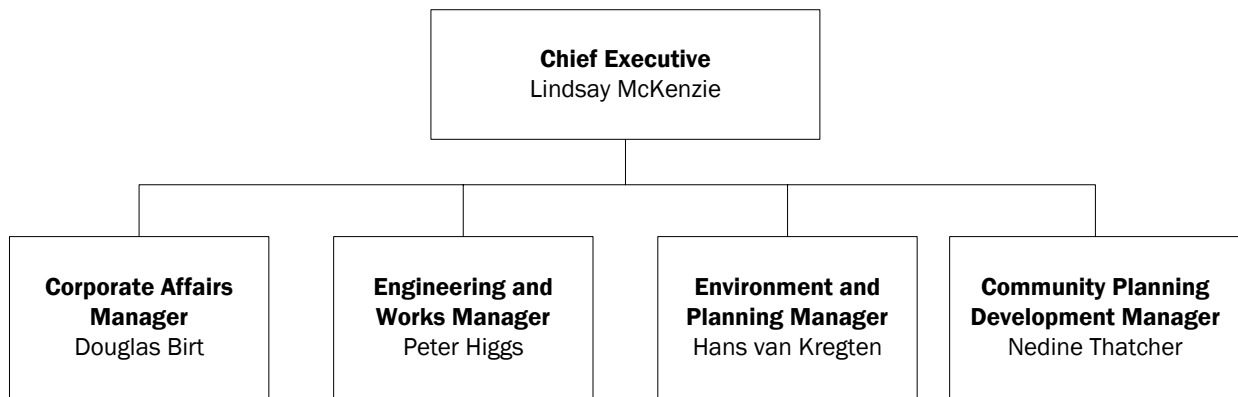 Chief Executive
Lindsay McKenzie
Corporate Affairs
Manager
Douglas Birt
Engineering and
Works Manager
Peter Higgs
Environment and
Planning Manager
Hans van Kregten
Community Planning
Development Manager
Nedine Thatcher